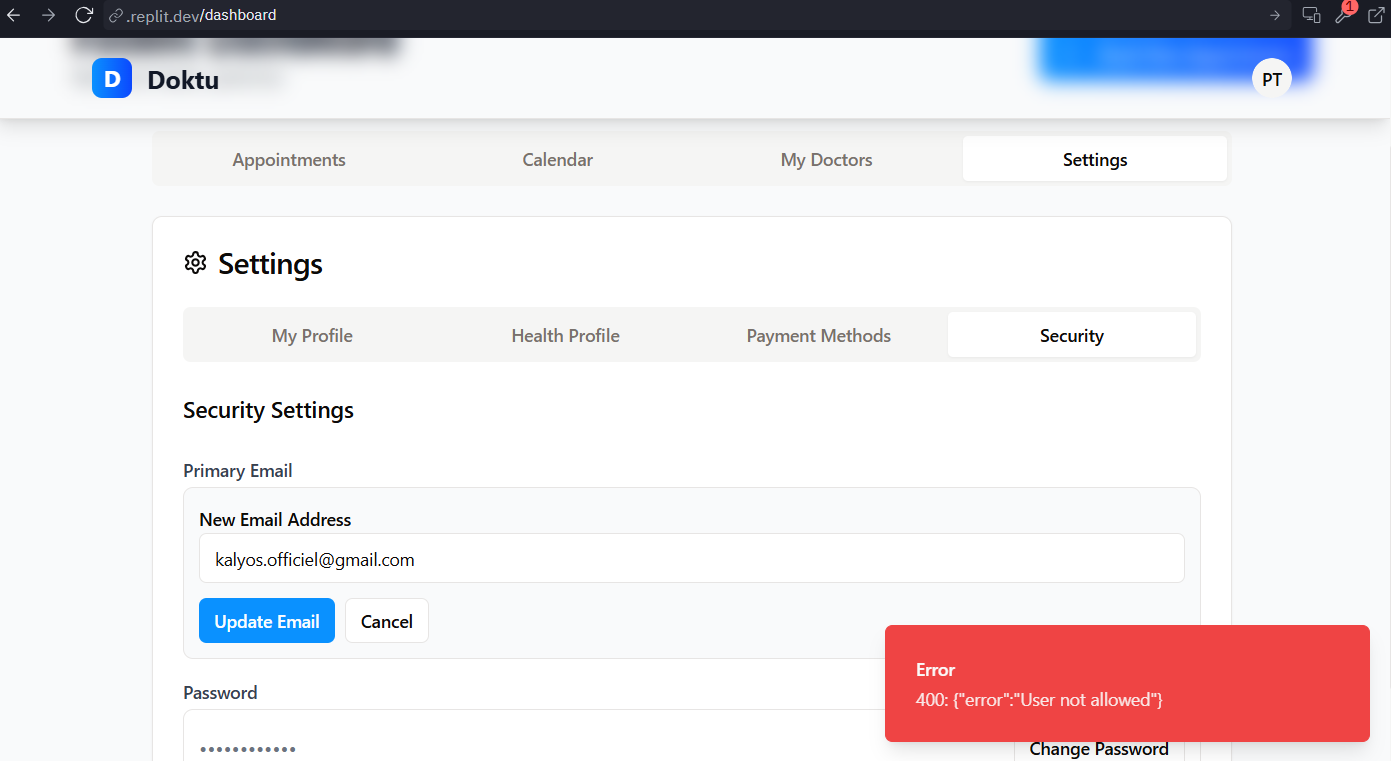 .replit.dev/dashboard
1
D Doktu
PT
Appointments Calendar My Doctors Settings
Settings
My Profile Health Profile Payment Methods Security
Security Settings
Primary Email
New Email Address
kalyos.officiel@gmail.com
Update Email Cancel
Error
400: {"error":"User not allowed"}
Password
••••••••••••
Change Password